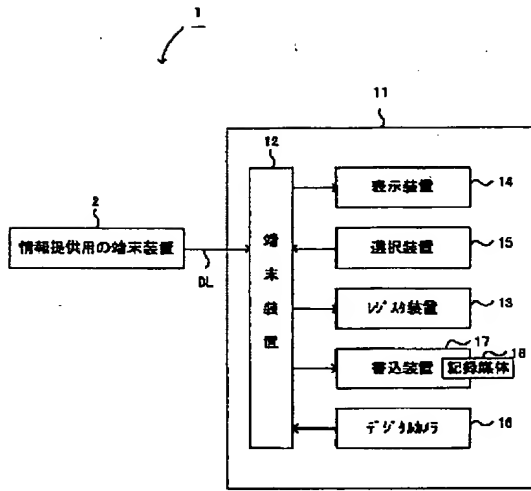 1
11
12
2
情報提供用の端末装置
DL
端末装置
表示装置
14
選択装置
15
レジスタ装置
13
17
18
書込装置
記録媒体
デジタルカメラ
16